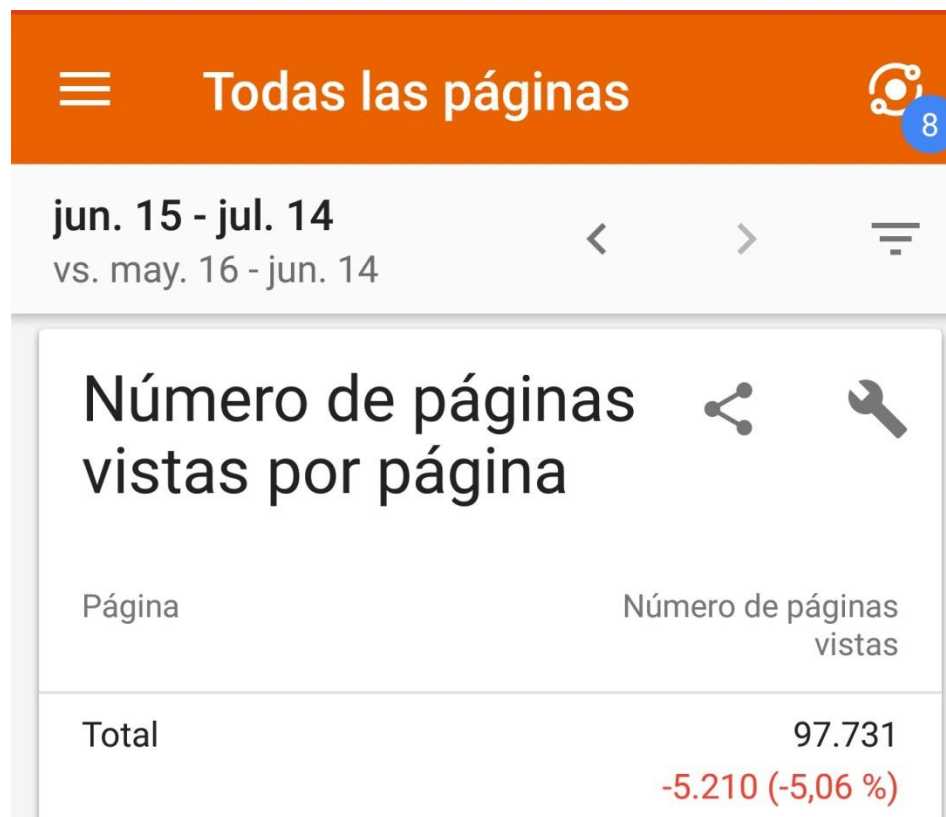 Todas las páginas
8
jun. 15 - jul. 14
vs. may. 16 - jun. 14
Número de páginas
vistas por página
Página
Número de páginas
vistas
Total
97.731
-5.210 (-5,06 %)